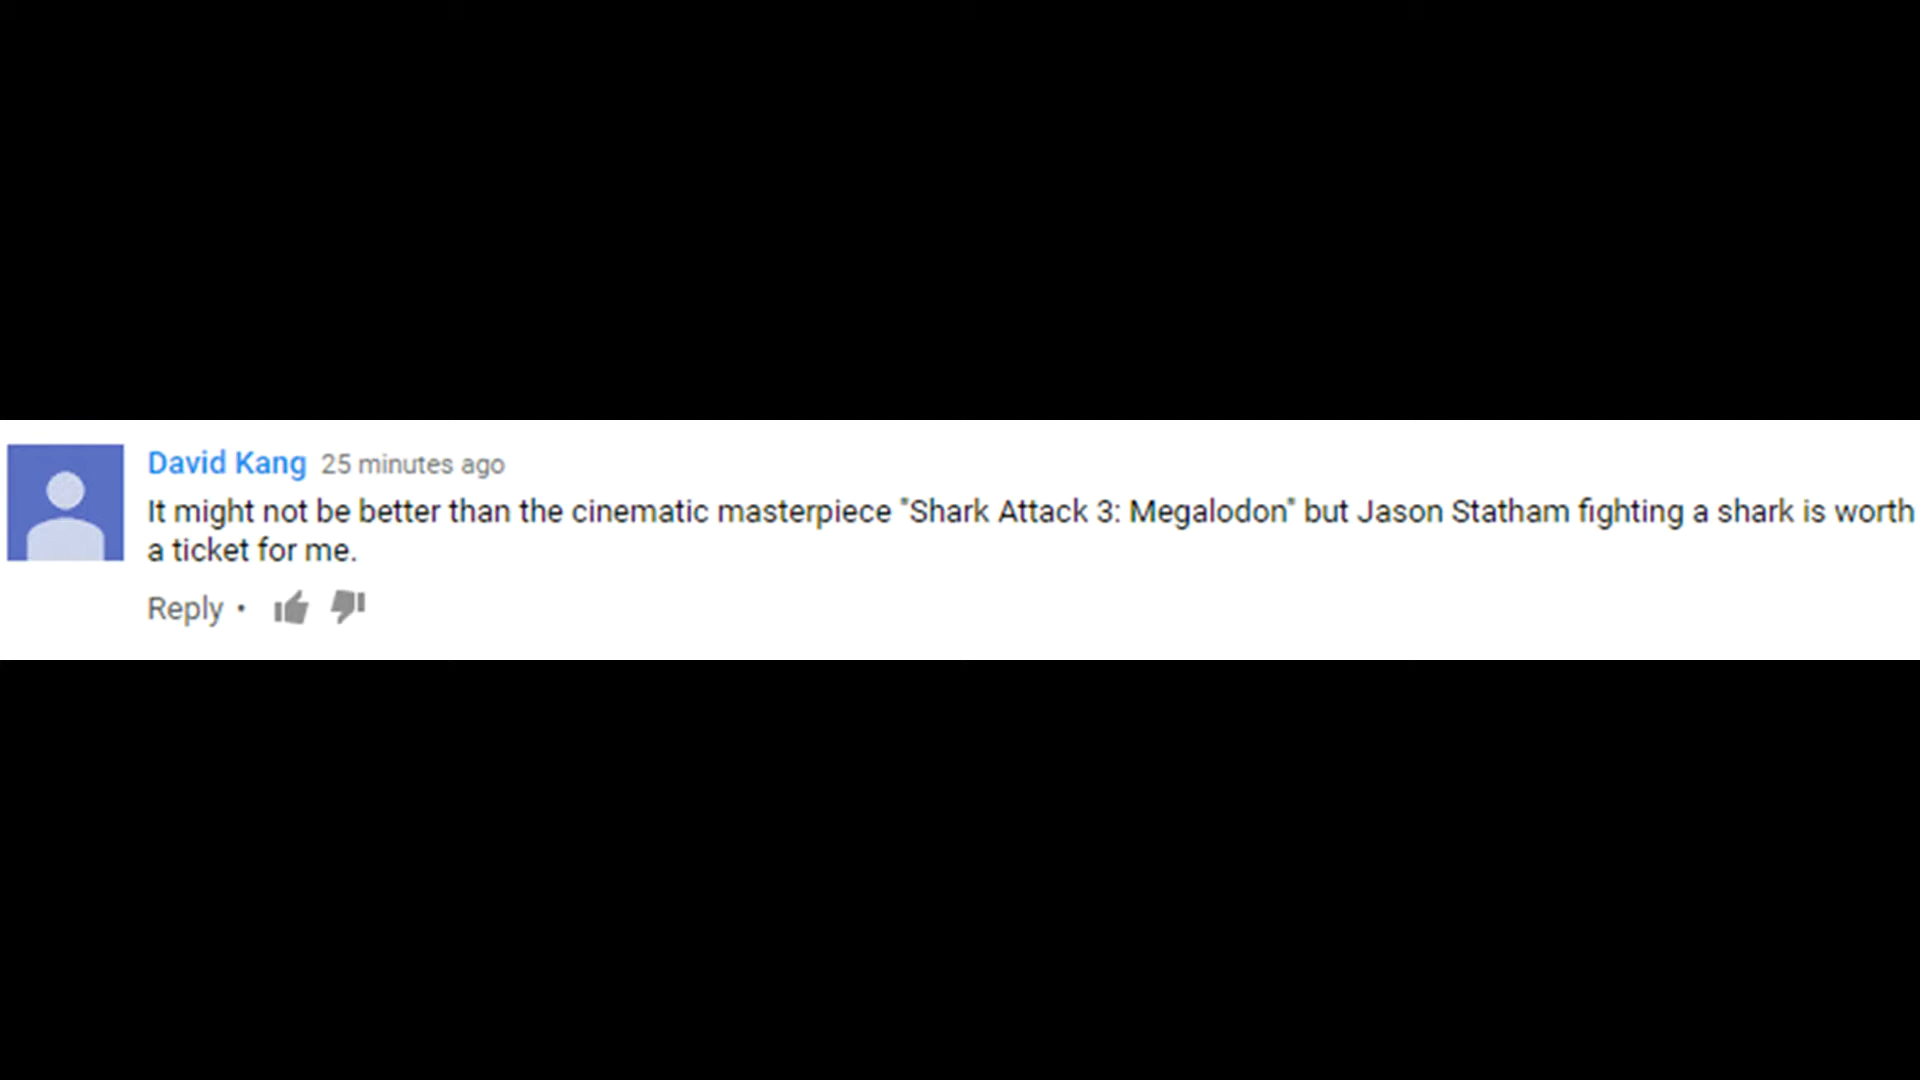 David Kang 25 minutes ago
It might not be better than the cinematic masterpiece "Shark Attack 3: Megalodon" but Jason Statham fighting a shark is worth
a ticket for me.
Reply •